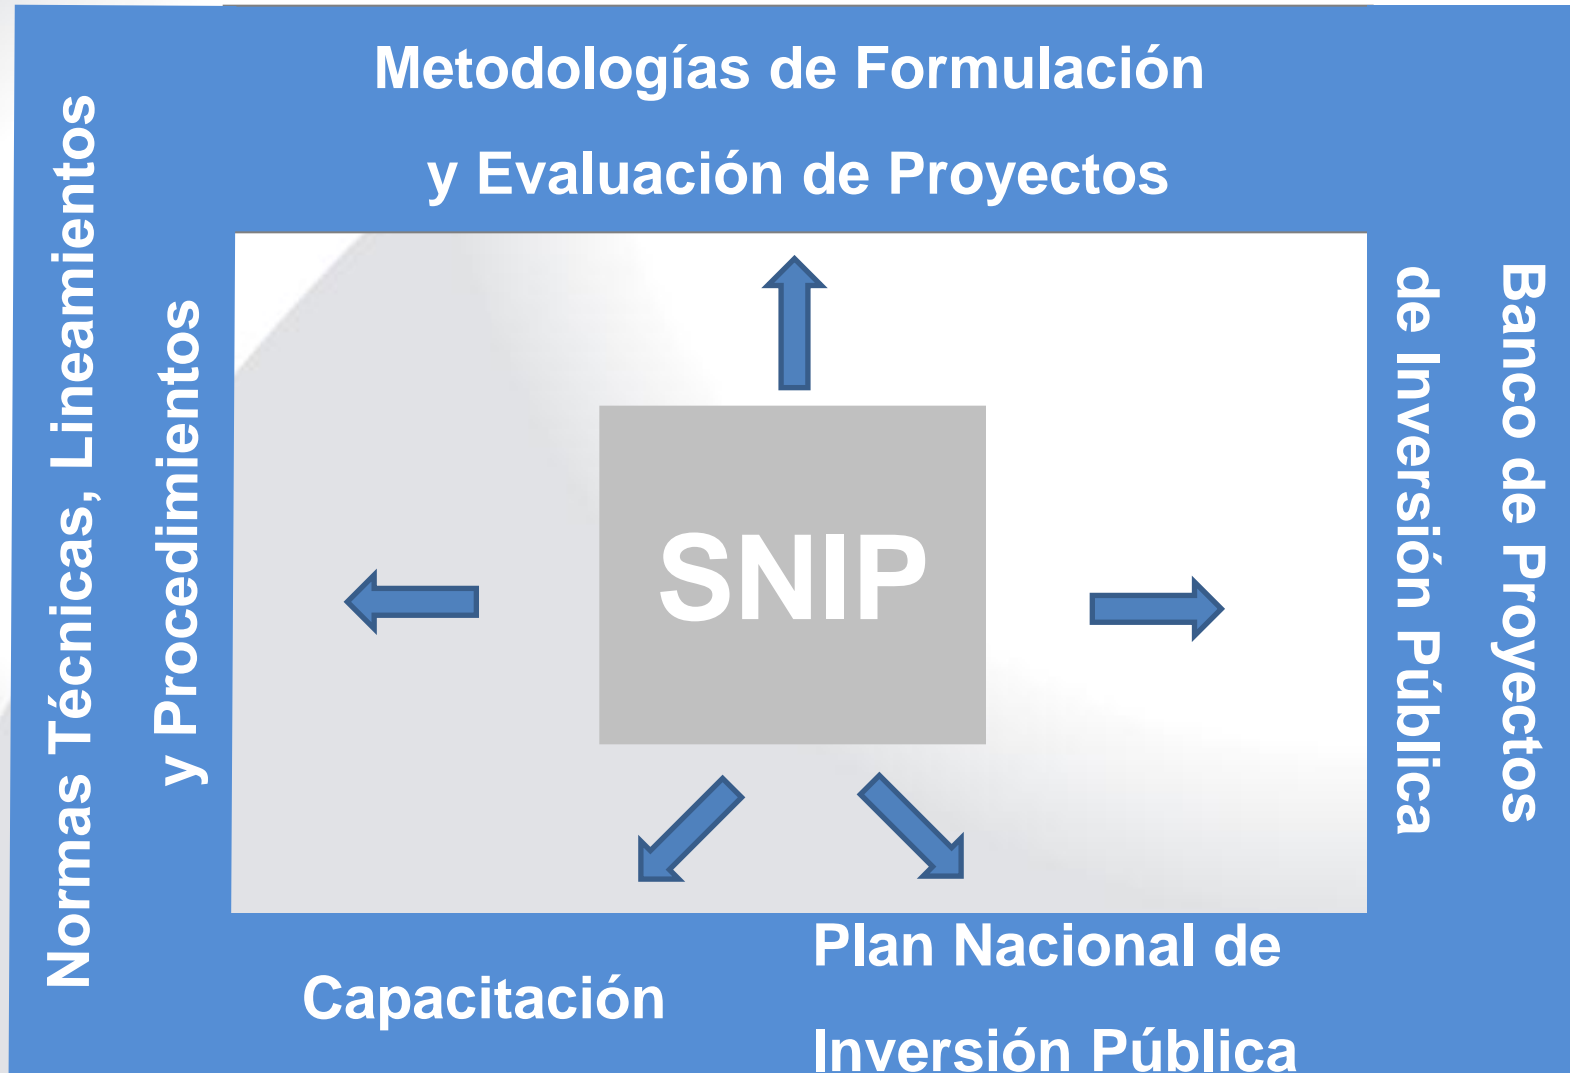 Metodologías de Formulación
y Evaluación de Proyectos
Normas Técnicas, Lineamientos
y Procedimientos
SNIP
Banco de Proyectos
de Inversión Pública
Capacitación
Plan Nacional de
Inversión Pública